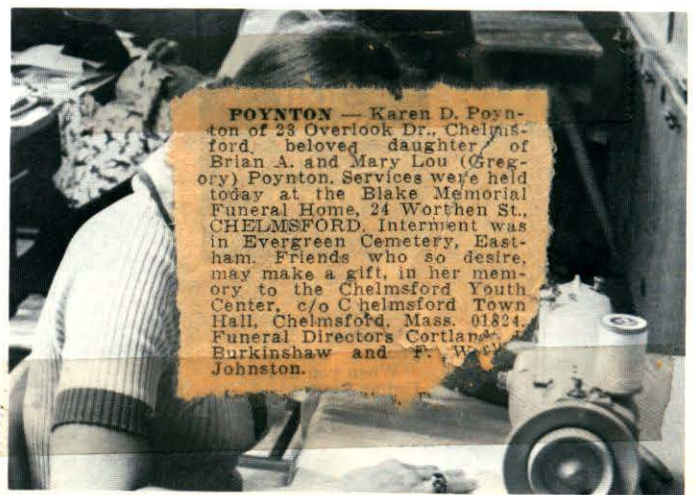 POYNTON — Karen D. Poyn-
ton of 28 Overlook Dr., Chelms-
ford, beloved daughter of
Brian A. and Mary Lou (Greg-
ory) Poynton. Services were held
today at the Blake Memorial
Funeral Home, 24 Worthen St.,
CHELMSFORD. Interment was
in Evergreen Cemetery, East-
ham. Friends who so desire,
may make a gift, in her mem-
ory to the Chelmsford Youth
Center, c/o Chelmsford Town
Hall, Chelmsford, Mass. 01824.
Funeral Directors
Burkinshaw and F.
Johnston.